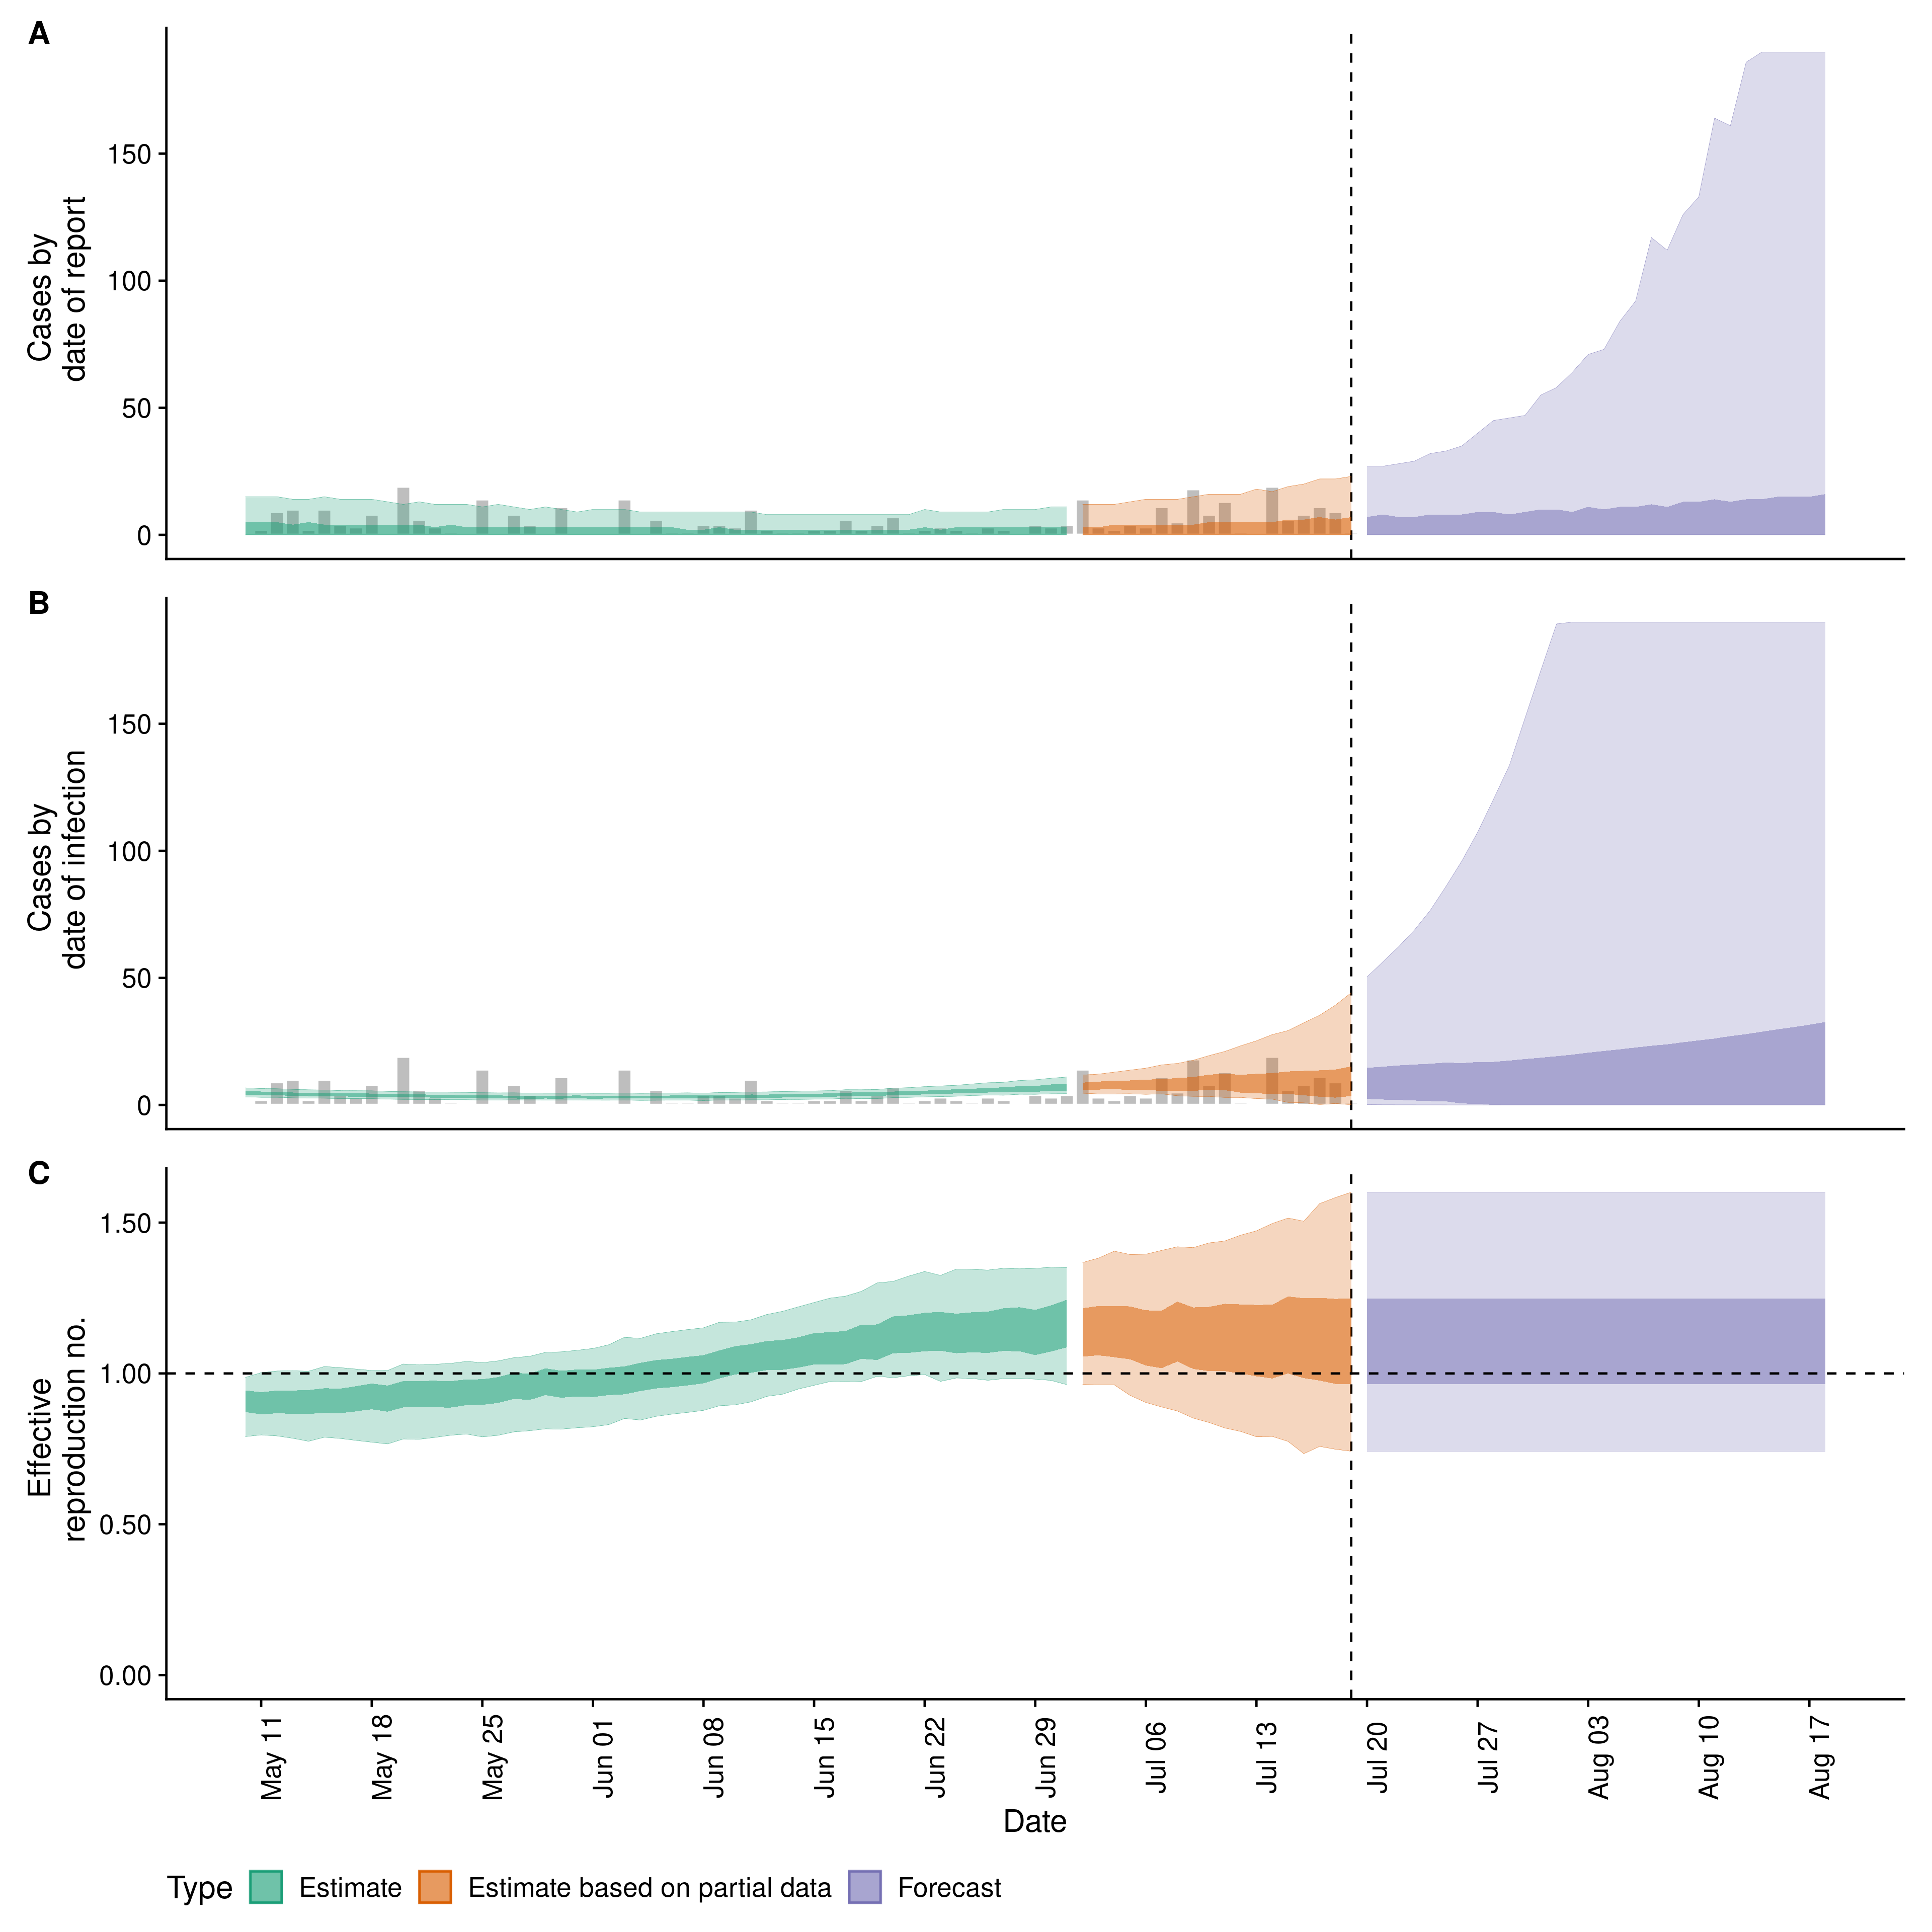 A
Cases by
date of report
150
100
50
0
B
Cases by
date of infection
150
100
50
0
C
Effective
reproduction no.
1.50
1.00
0.50
0.00
May 11
May 18
May 25
Jun 01
Jun 08
Jun 15
Jun 22
Jun 29
Jul 06
Jul 13
Jul 20
Jul 27
Aug 03
Aug 10
Aug 17
Date
Type Estimate Estimate based on partial data Forecast